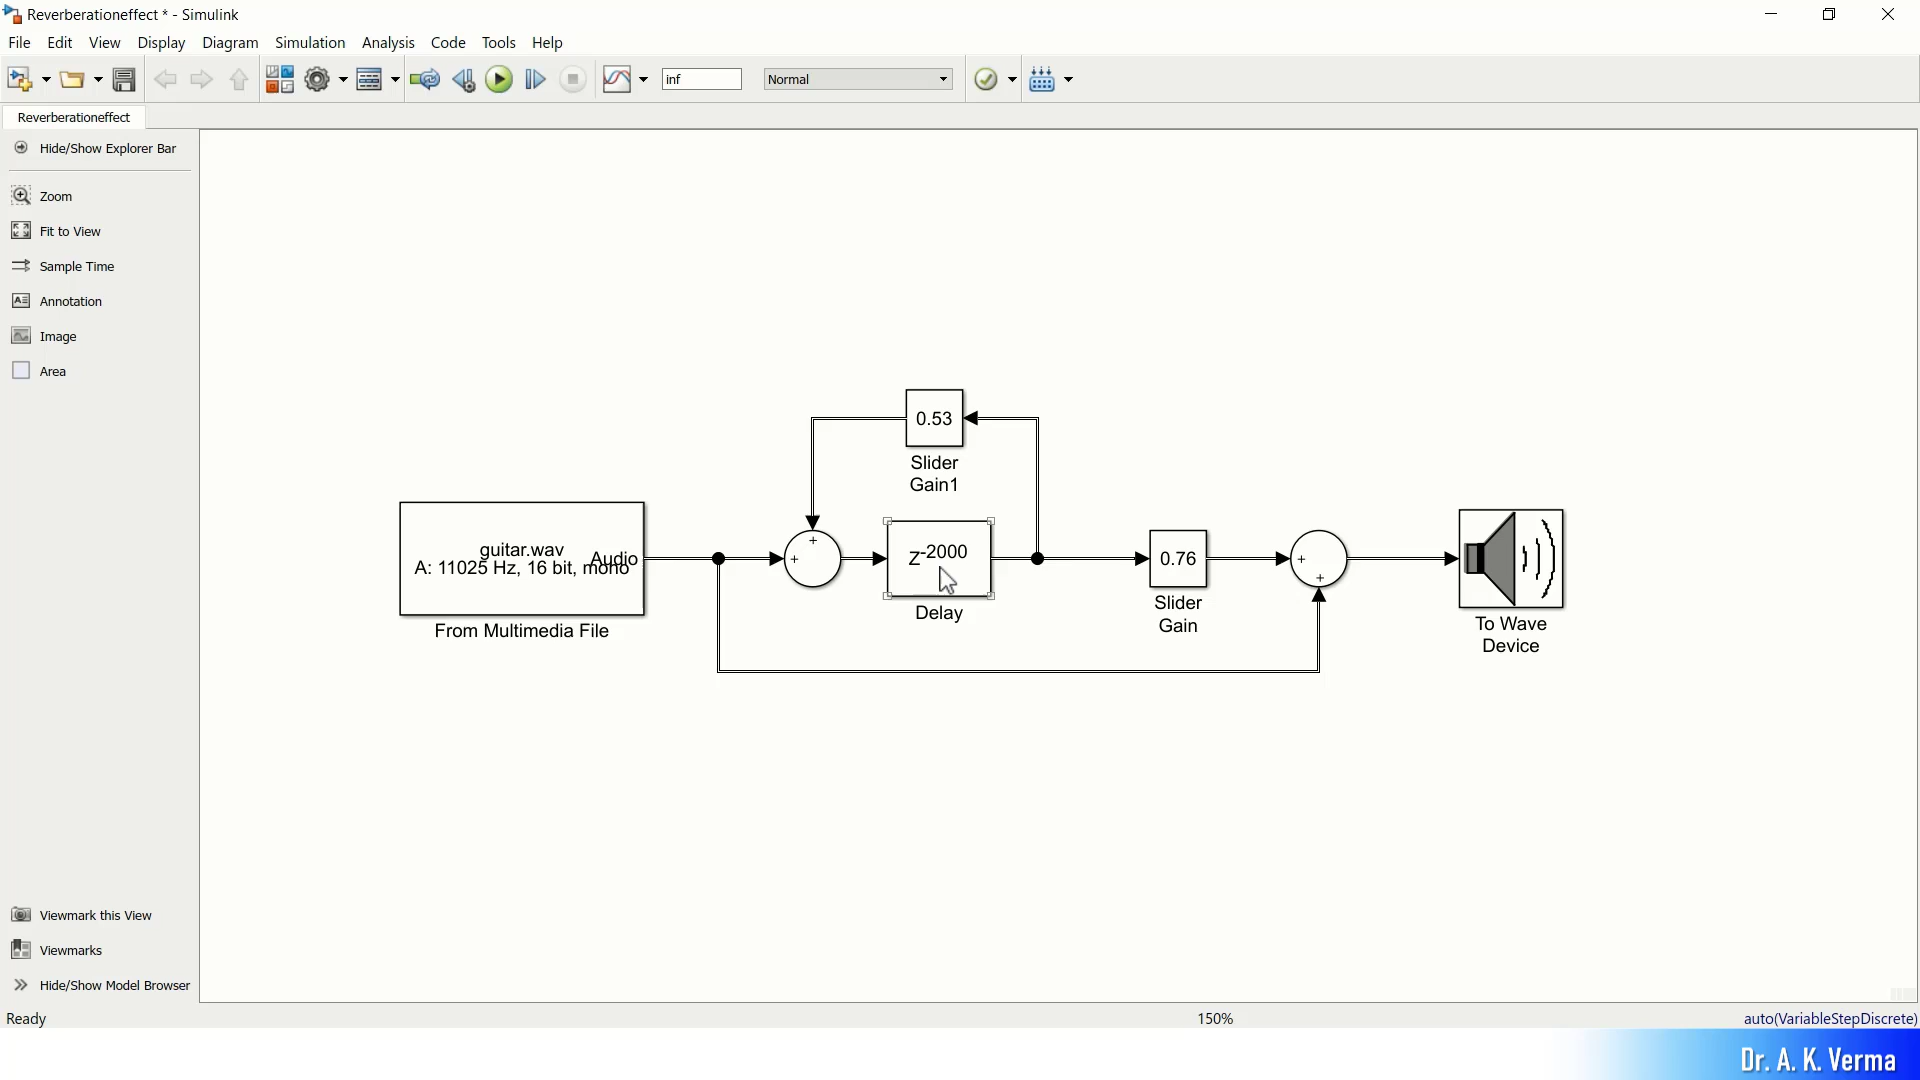 Reverberationeffect * - Simulink
File Edit View Display Diagram Simulation Analysis Code Tools Help
inf
Normal
Reverberationeffect
Hide/Show Explorer Bar
Zoom
Fit to View
Sample Time
Annotation
Image
Area
0.53
Slider
Gain1
guitar.wav
A: 11025 Hz, 16 bit, mono
Audio
From Multimedia File
+
+
Z-2000
Delay
0.76
Slider
Gain
+
+
To Wave
Device
Viewmark this View
Viewmarks
Hide/Show Model Browser
Ready
150%
auto(VariableStepDiscrete)
Dr. A. K. Verma